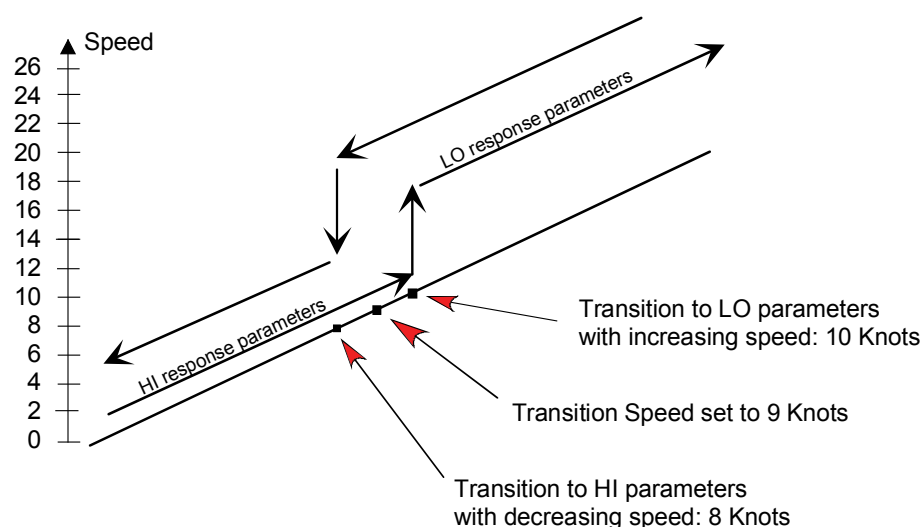 Speed
26
24
22
20
18
16
14
12
10
8
6
4
2
0
LO response parameters
HI response parameters
Transition to LO parameters
with increasing speed: 10 Knots
Transition Speed set to 9 Knots
Transition to HI parameters
with decreasing speed: 8 Knots